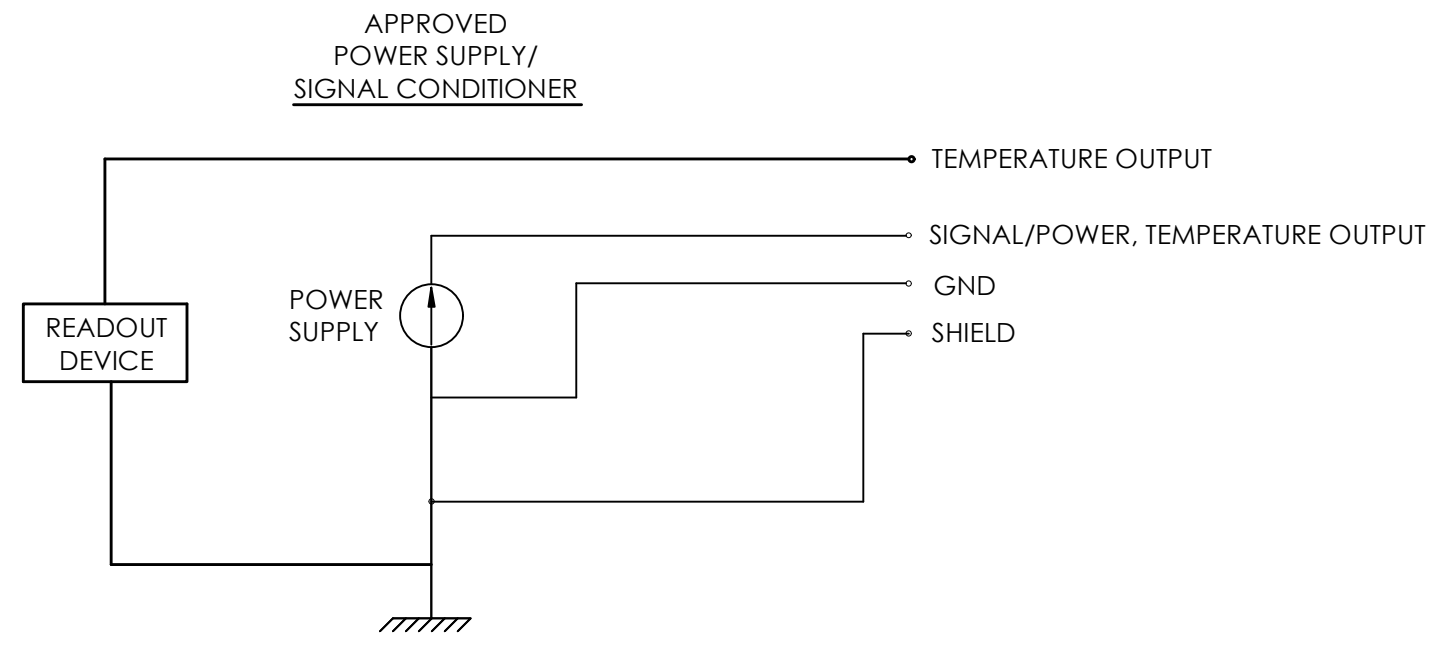 APPROVED
POWER SUPPLY/
SIGNAL CONDITIONER
TEMPERATURE OUTPUT
SIGNAL/POWER, TEMPERATURE OUTPUT
GND
POWER
SUPPLY
SHIELD
READOUT
DEVICE